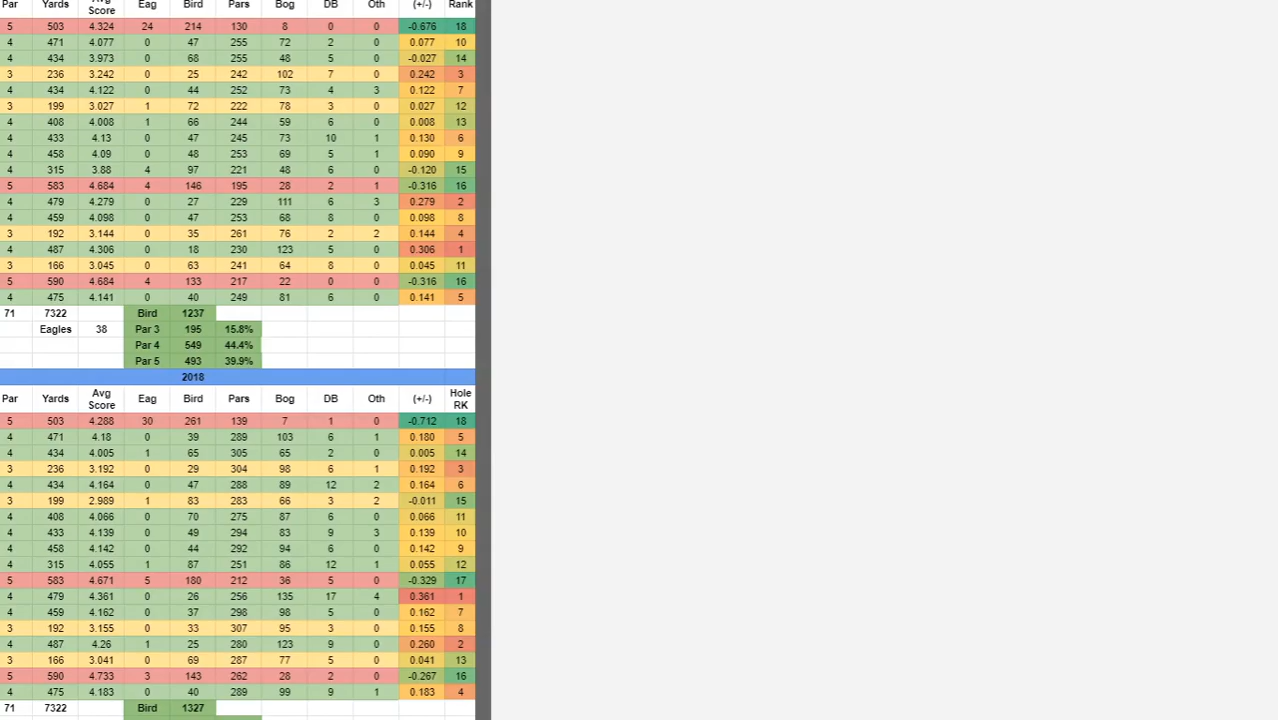 Par Yards Avg Score Eag Bird Pars Bog DB Oth (+/-) Rank
5 503 4.324 24 214 130 8 0 0 -0.676 18
4 471 4.077 0 47 255 72 2 0 0.077 10
4 434 3.973 0 68 255 48 5 0 -0.027 14
3 236 3.242 0 25 242 102 7 0 0.242 3
4 434 4.122 0 44 252 73 4 3 0.122 7
3 199 3.027 1 72 222 78 3 0 0.027 12
4 408 4.008 1 66 244 59 6 0 0.008 13
4 433 4.13 0 47 245 73 10 1 0.130 6
4 458 4.09 0 48 253 69 5 1 0.090 9
4 315 3.88 4 97 221 48 6 0 -0.120 15
5 583 4.684 4 146 195 28 2 1 -0.316 16
4 479 4.279 0 27 229 111 6 3 0.279 2
4 459 4.098 0 47 253 68 8 0 0.098 8
3 192 3.144 0 35 261 76 2 2 0.144 4
4 487 4.306 0 18 230 123 5 0 0.306 1
3 166 3.045 0 63 241 64 8 0 0.045 11
5 590 4.684 4 133 217 22 0 0 -0.316 16
4 475 4.141 0 40 249 81 6 0 0.141 5
71 7322 Bird 1237
Eagles 38 Par 3 195 15.8%
Par 4 549 44.4%
Par 5 493 39.9%
2018
Par Yards Avg Score Eag Bird Pars Bog DB Oth (+/-) Hole RK
5 503 4.288 30 261 139 7 1 0 -0.712 18
4 471 4.18 0 39 289 103 6 1 0.180 5
4 434 4.005 1 65 305 65 2 0 0.005 14
3 236 3.192 0 29 304 98 6 1 0.192 3
4 434 4.164 0 47 288 89 12 2 0.164 6
3 199 2.989 1 83 283 66 3 2 -0.011 15
4 408 4.066 0 70 275 87 6 0 0.066 11
4 433 4.139 0 49 294 83 9 3 0.139 10
4 458 4.142 0 44 292 94 6 0 0.142 9
4 315 4.055 1 87 251 86 12 1 0.055 12
5 583 4.671 5 180 212 36 5 0 -0.329 17
4 479 4.361 0 26 256 135 17 4 0.361 1
4 459 4.162 0 37 298 98 5 0 0.162 7
3 192 3.155 0 33 307 95 3 0 0.155 8
4 487 4.26 1 25 280 123 9 0 0.260 2
3 166 3.041 0 69 287 77 5 0 0.041 13
5 590 4.733 3 143 262 28 2 0 -0.267 16
4 475 4.183 0 40 289 99 9 1 0.183 4
71 7322 Bird 1327